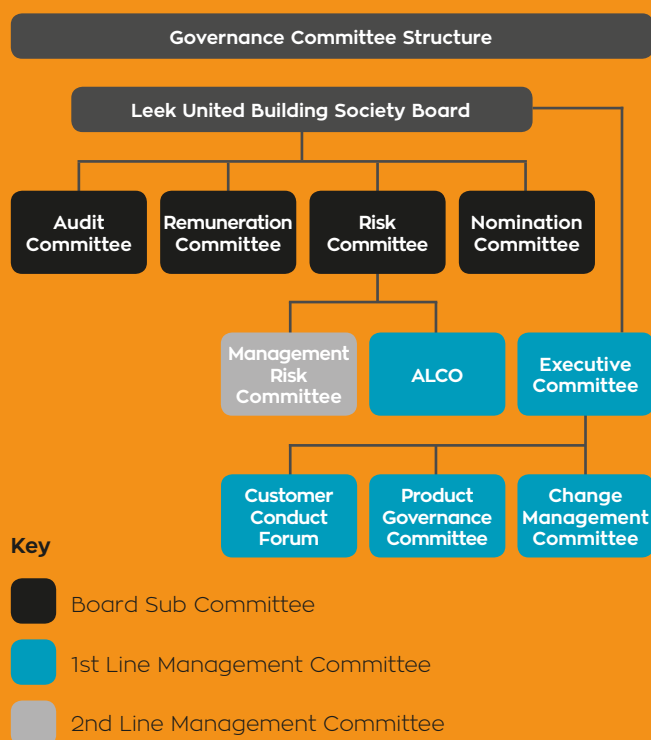 Governance Committee Structure
Leek United Building Society Board
Audit
Committee
Remuneration
Committee
Risk
Committee
Nomination
Committee
Management
Risk
Committee
ALCO
Executive
Committee
Customer
Conduct
Forum
Product
Governance
Committee
Change
Management
Committee
Key
Board Sub Committee
1st Line Management Committee
2nd Line Management Committee